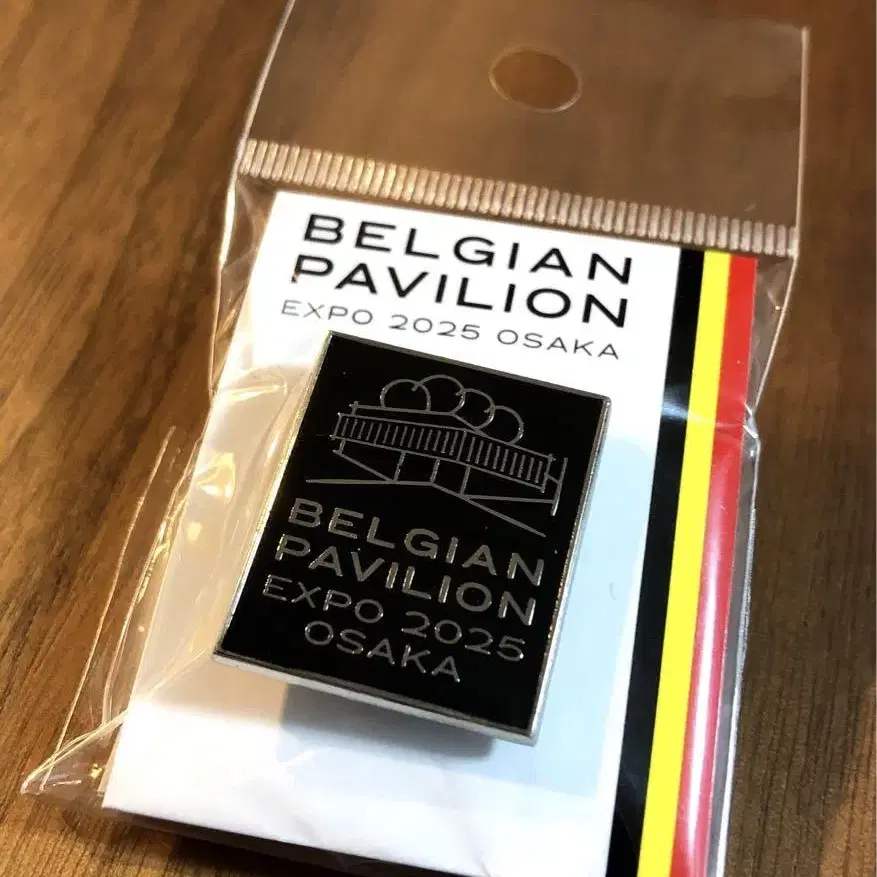 BELGIAN
PAVILION
EXPO 2025 OSAKA
BELGIAN
PAVILION
EXPO 2025
OSAKA